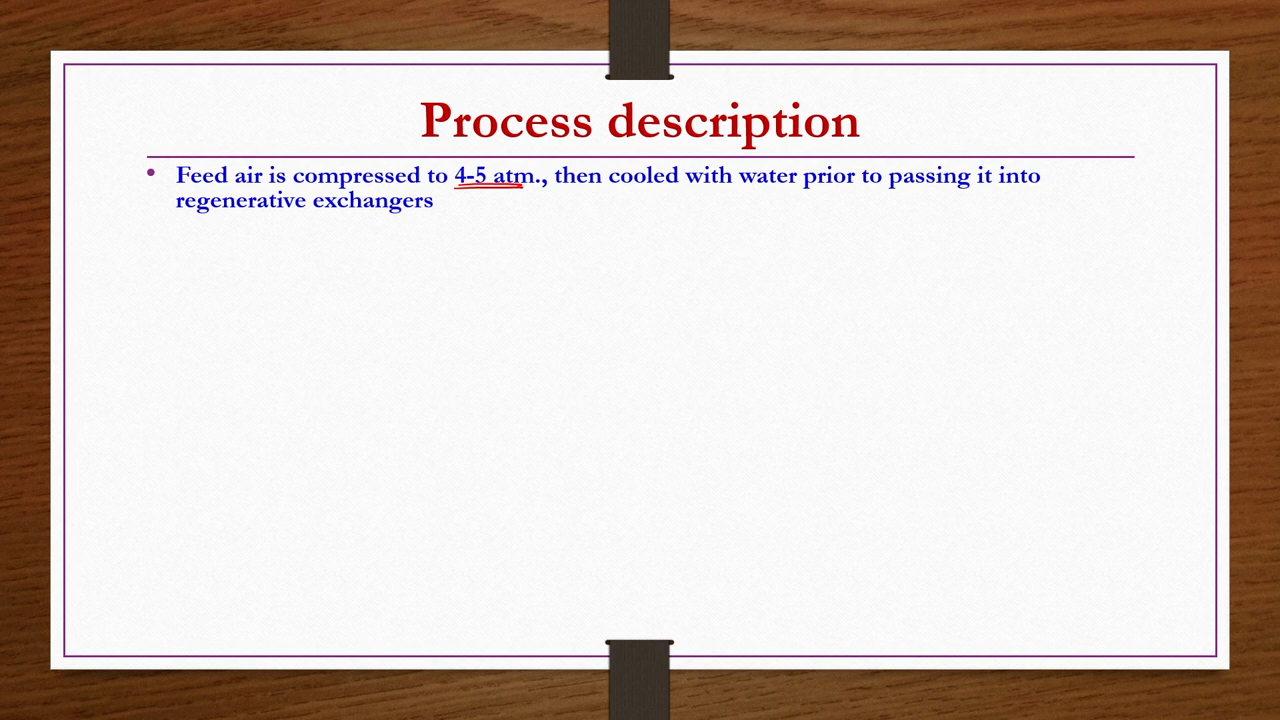 Process description
• Feed air is compressed to 4-5 atm., then cooled with water prior to passing it into
regenerative exchangers